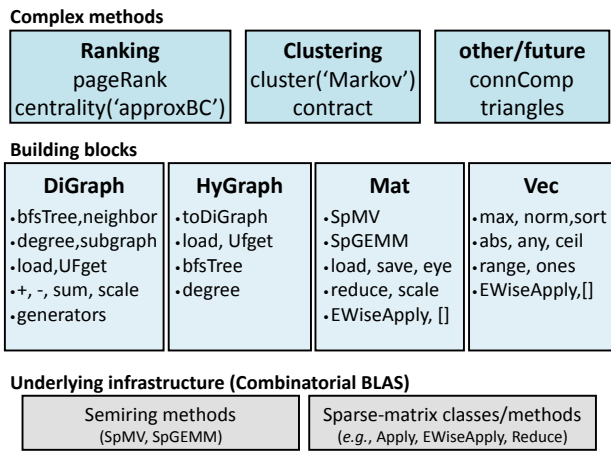 Complex methods
Ranking
pageRank
centrality(‘approxBC’)
Clustering
cluster(‘Markov’)
contract
other/future
connComp
triangles
Building blocks
DiGraph
•bfsTree,neighbor
•degree,subgraph
•load,UFget
•+, -, sum, scale
•generators
HyGraph
•toDiGraph
•load, Ufget
•bfsTree
•degree
Mat
•SpMV
•SpGEMM
•load, save, eye
•reduce, scale
•EWiseApply, []
Vec
•max, norm,sort
•abs, any, ceil
•range, ones
•EWiseApply,[]
Underlying infrastructure (Combinatorial BLAS)
Semiring methods
(SpMV, SpGEMM)
Sparse-matrix classes/methods
(e.g., Apply, EWiseApply, Reduce)